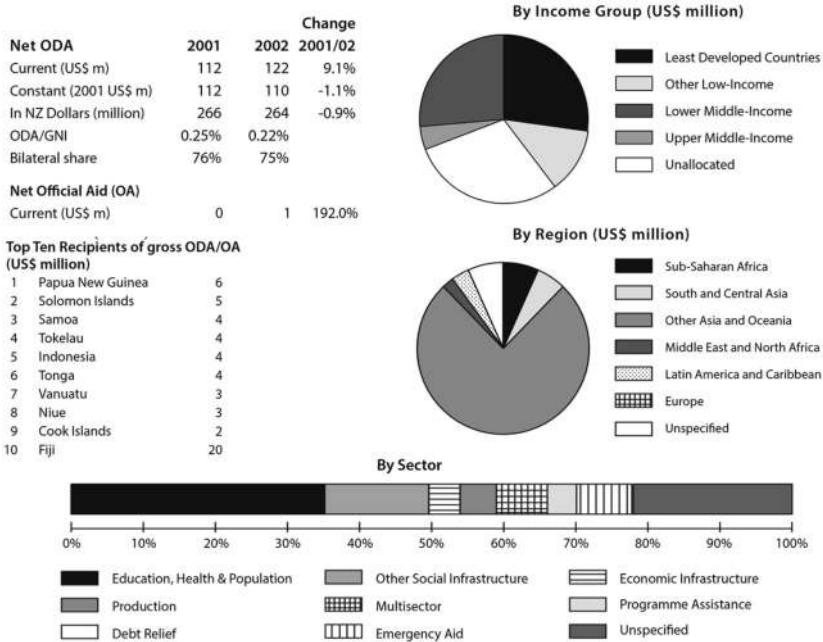 Change
Net ODA 2001 2002 2001/02
Current (US$ m) 112 122 9.1%
Constant (2001 US$ m) 112 110 -1.1%
In NZ Dollars (million) 266 264 -0.9%
ODA/GNI 0.25% 0.22%
Bilateral share 76% 75%
Net Official Aid (OA)
Current (US$ m) 0 1 192.0%
Top Ten Recipients of gross ODA/OA
(US$ million)
1 Papua New Guinea 6
2 Solomon Islands 5
3 Samoa 4
4 Tokelau 4
5 Indonesia 4
6 Tonga 4
7 Vanuatu 3
8 Niue 3
9 Cook Islands 2
10 Fiji 20
By Income Group (US$ million)
Least Developed Countries
Other Low-Income
Lower Middle-Income
Upper Middle-Income
Unallocated
By Region (US$ million)
Sub-Saharan Africa
South and Central Asia
Other Asia and Oceania
Middle East and North Africa
Latin America and Caribbean
Europe
Unspecified
By Sector
0% 10% 20% 30% 40% 50% 60% 70% 80% 90% 100%
Education, Health & Population Other Social Infrastructure Economic Infrastructure
Production Multisector Programme Assistance
Debt Relief Emergency Aid Unspecified